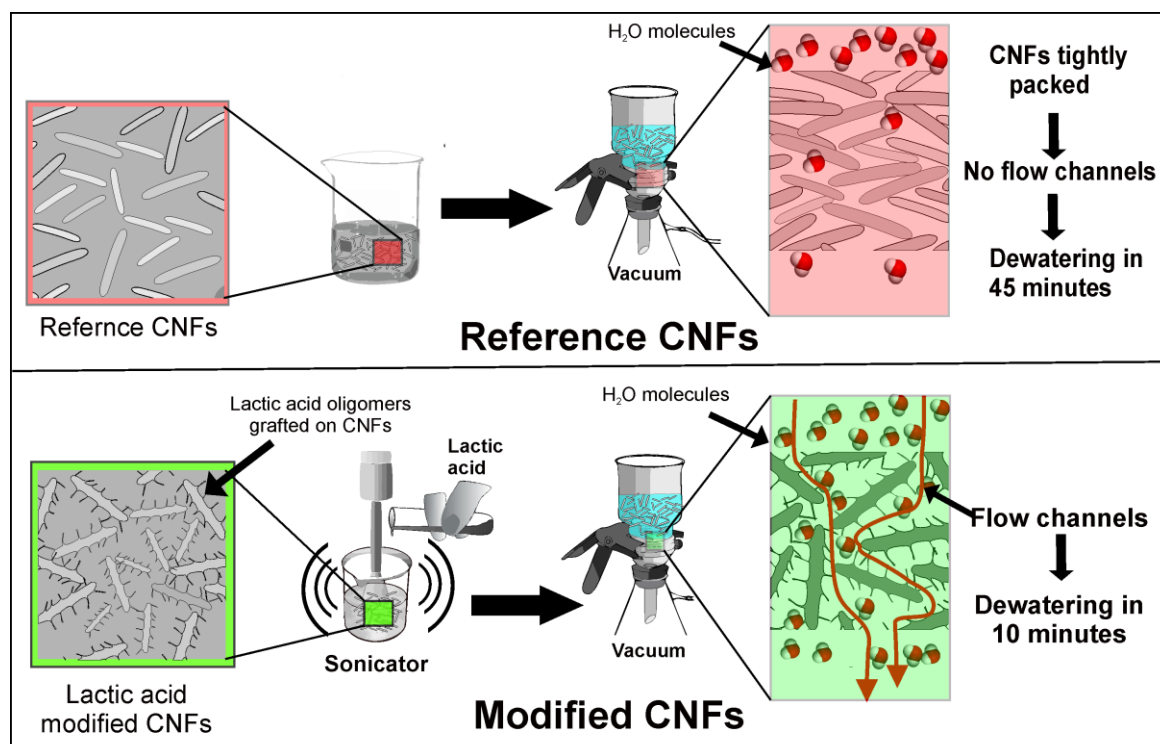 H₂O molecules
CNFs tightly
packed
No flow channels
Dewatering in
45 minutes
Vacuum
Refernce CNFs
Reference CNFs
Lactic acid oligomers
grafted on CNFs
Lactic
acid
H₂O molecules
Flow channels
Dewatering in
10 minutes
Sonicator
Vacuum
Lactic acid
modified CNFs
Modified CNFs